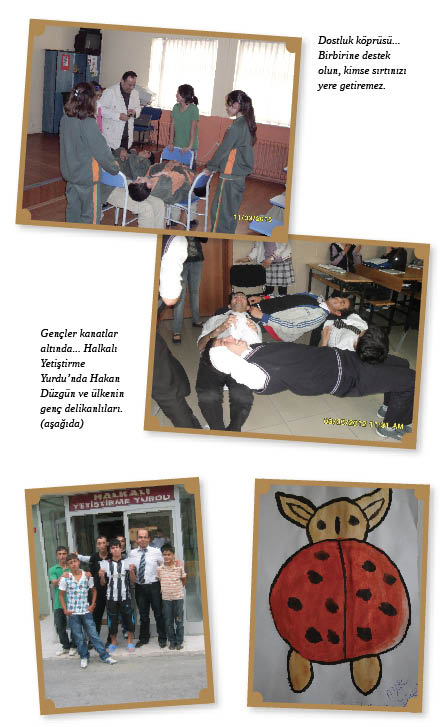 Dostluk köprüsü...
Birbirine destek
olun, kimse sırtınızı
yere getiremez.
Gençler kanatlar
altında... Halkalı
Yetiştirme
Yurdu’nda Hakan
Düzgün ve ülkenin
genç delikanlıları.
(aşağıda)
HALKALI
YETİŞTİRME YURDU